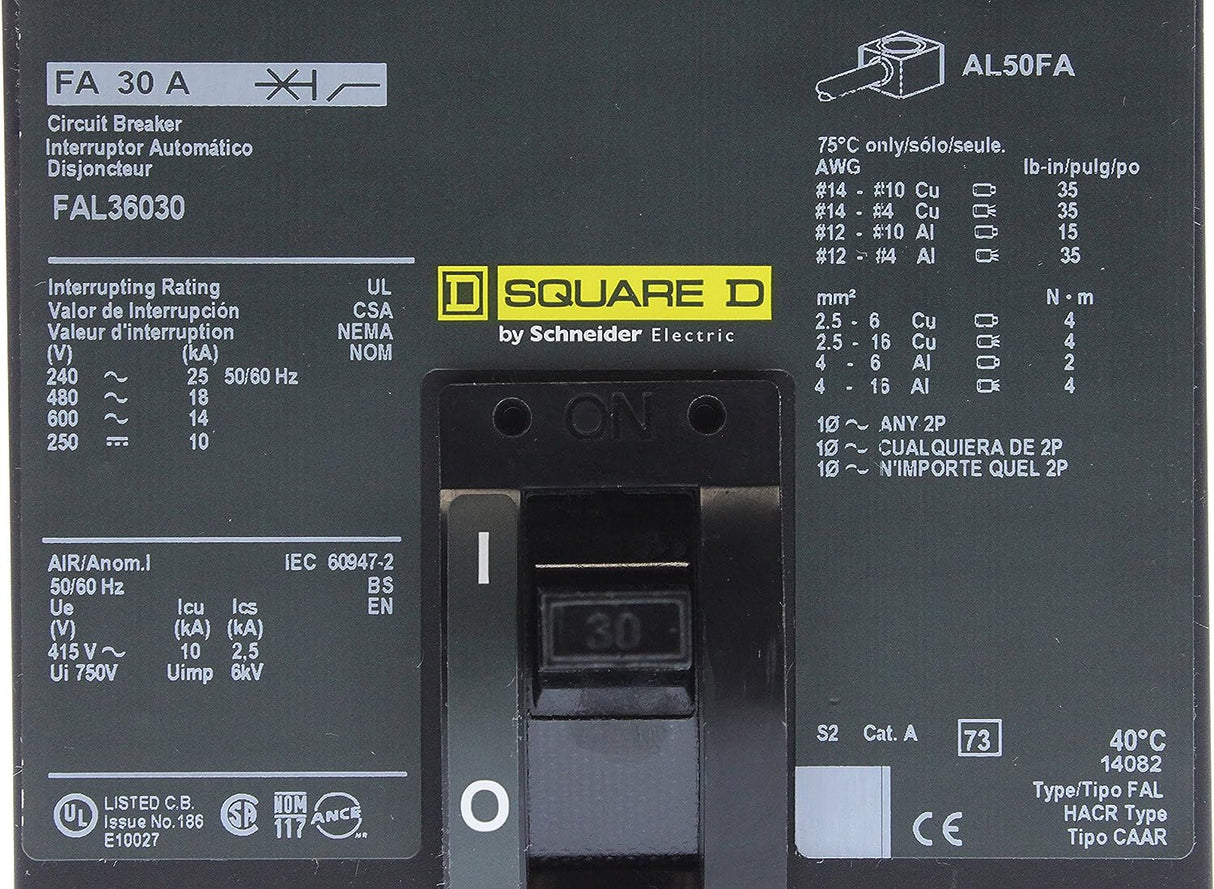 FA 30 A
Circuit Breaker
Interruptor Automático
Disjoncteur
FAL36030
Interrupting Rating UL
Valor de Interrupción CSA
Valeur d'interruption NEMA
(V) (kA) NOM
240 ~ 25 50/60 Hz
480 ~ 18
600 ~ 14
250 ⎓ 10
AIR/Anom.I IEC 60947-2
50/60 Hz BS
Ue Icu Ics EN
(V) (kA) (kA)
415 V ~ 10 2,5
Ui 750V Uimp 6kV
UL LISTED C.B.
Issue No.186
E10027
SP
NOM
117
ANCE
MR
D SQUARE D
by Schneider Electric
ON
I
30
O
AL50FA
75°C only/sólo/seule.
AWG lb-in/pulg/po
#14 - #10 Cu 35
#14 - #4 Cu 35
#12 - #10 Al 15
#12 - #4 Al 35
mm² N·m
2.5 - 6 Cu 4
2.5 - 16 Cu 4
4 - 6 Al 2
4 - 16 Al 4
1Ø ~ ANY 2P
1Ø ~ CUALQUIERA DE 2P
1Ø ~ N'IMPORTE QUEL 2P
S2 Cat. A 73 40°C
14082
Type/Tipo FAL
HACR Type
Tipo CAAR
CE